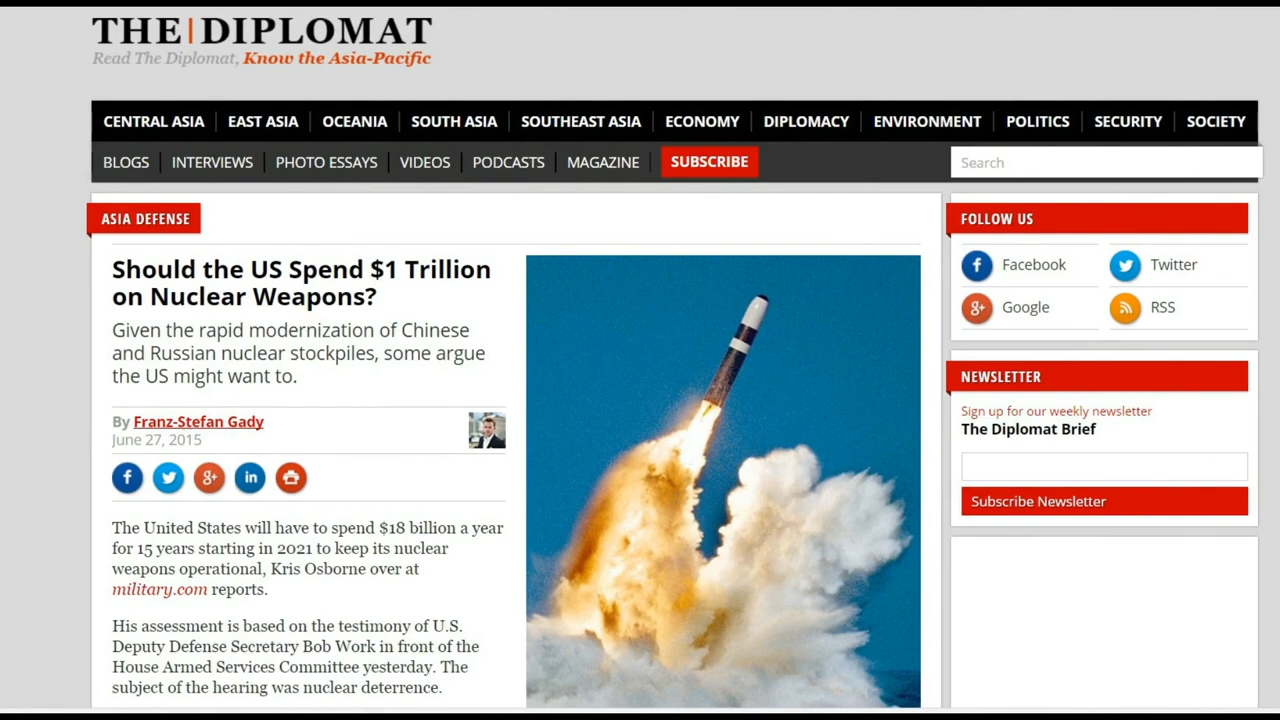 THE|DIPLOMAT
Read The Diplomat, Know the Asia-Pacific
CENTRAL ASIA EAST ASIA OCEANIA SOUTH ASIA SOUTHEAST ASIA ECONOMY DIPLOMACY ENVIRONMENT POLITICS SECURITY SOCIETY
BLOGS INTERVIEWS PHOTO ESSAYS VIDEOS PODCASTS MAGAZINE SUBSCRIBE Search
ASIA DEFENSE
Should the US Spend $1 Trillion
on Nuclear Weapons?
Given the rapid modernization of Chinese
and Russian nuclear stockpiles, some argue
the US might want to.
By Franz-Stefan Gady
June 27, 2015
The United States will have to spend $18 billion a year
for 15 years starting in 2021 to keep its nuclear
weapons operational, Kris Osborne over at
military.com reports.
His assessment is based on the testimony of U.S.
Deputy Defense Secretary Bob Work in front of the
House Armed Services Committee yesterday. The
subject of the hearing was nuclear deterrence.
FOLLOW US
Facebook Twitter
Google RSS
NEWSLETTER
Sign up for our weekly newsletter
The Diplomat Brief
Subscribe Newsletter